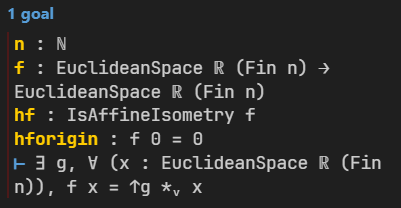 1 goal
n : ℕ
f : EuclideanSpace ℝ (Fin n) →
EuclideanSpace ℝ (Fin n)
hf : IsAffineIsometry f
hforigin : f 0 = 0
⊢ ∃ g, ∀ (x : EuclideanSpace ℝ (Fin
n)), f x = ↑g *ᵥ x